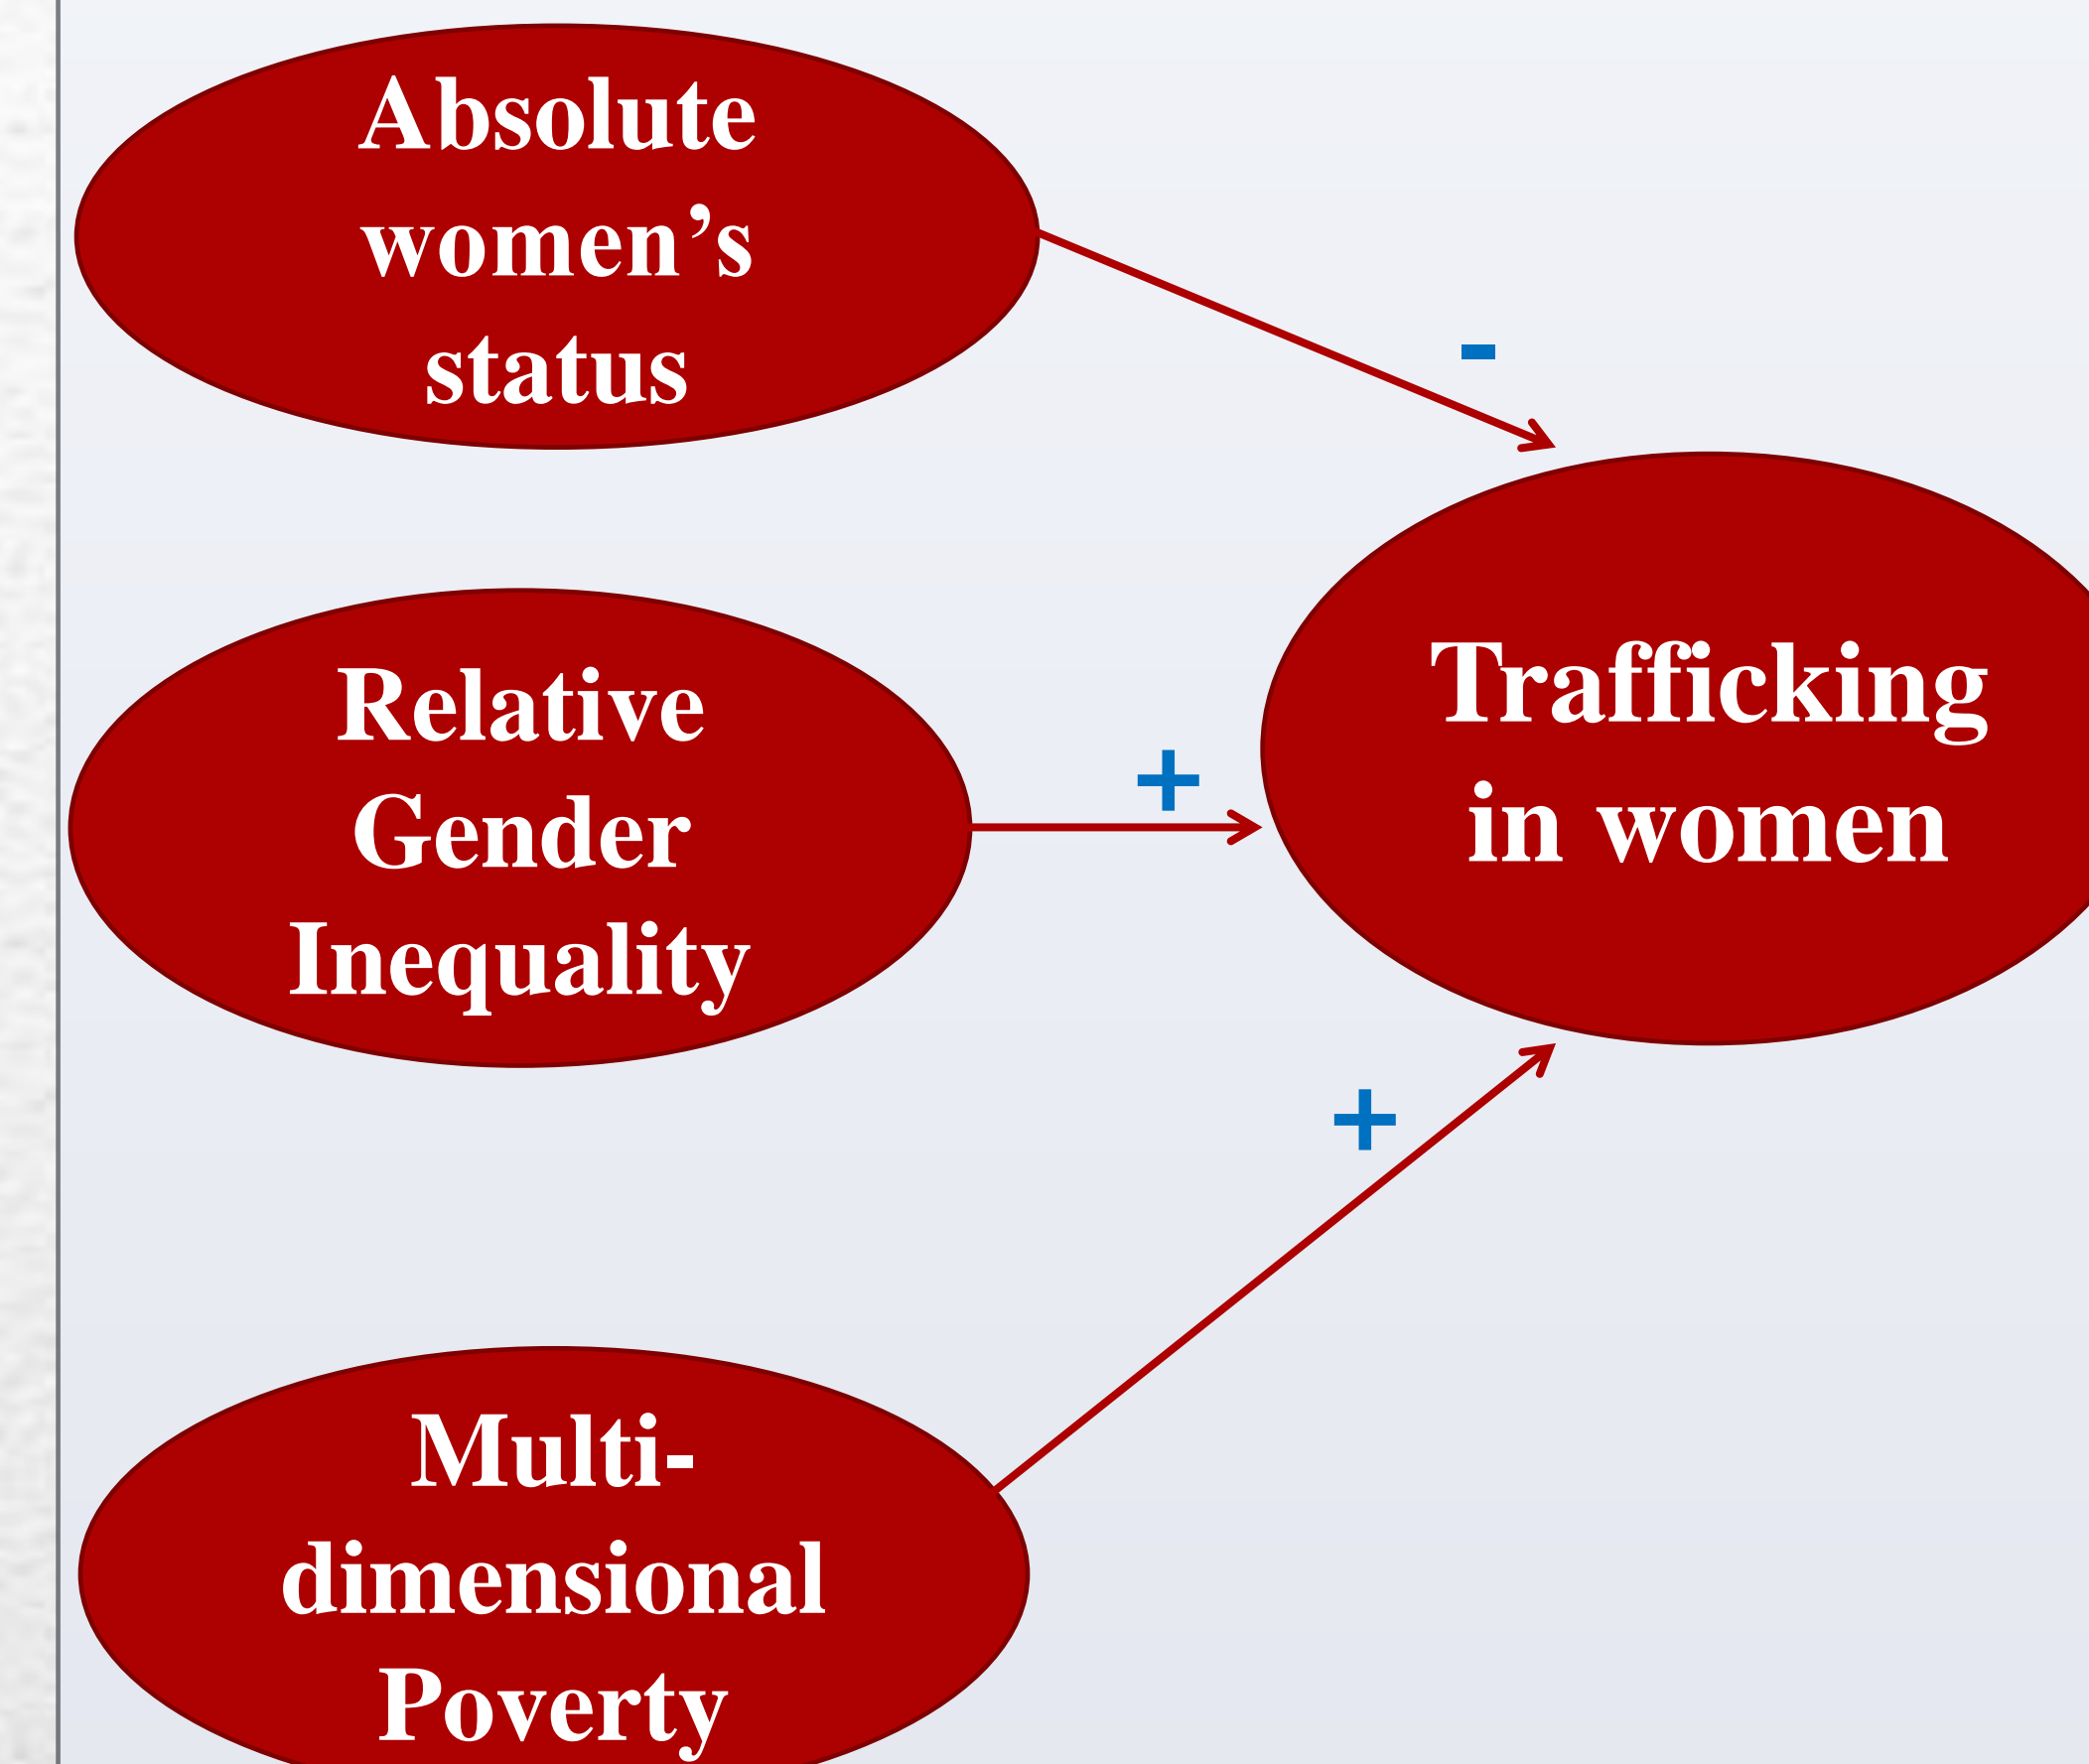 Absolute
women’s
status
-
Relative
Gender
Inequality
+
Trafficking
in women
+
Multi-
dimensional
Poverty